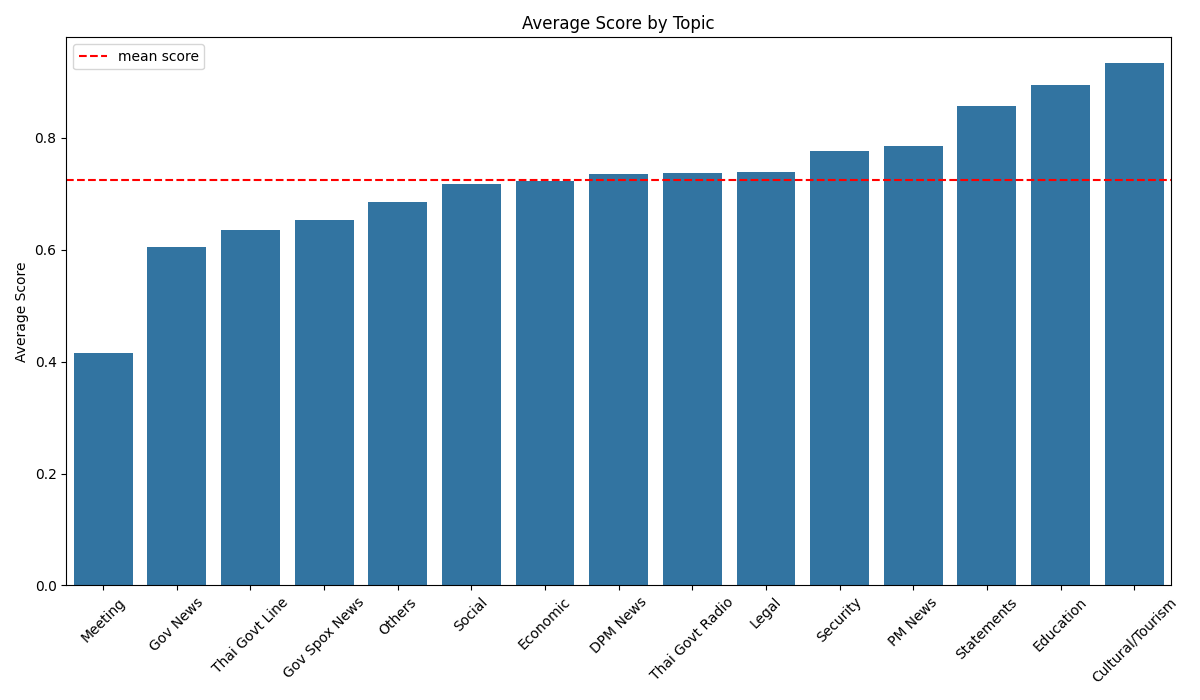 Average Score by Topic
mean score
Average Score
0.8
0.6
0.4
0.2
0.0
Meeting
Gov News
Thai Govt Line
Gov Spox News
Others
Social
Economic
DPM News
Thai Govt Radio
Legal
Security
PM News
Statements
Education
Cultural/Tourism